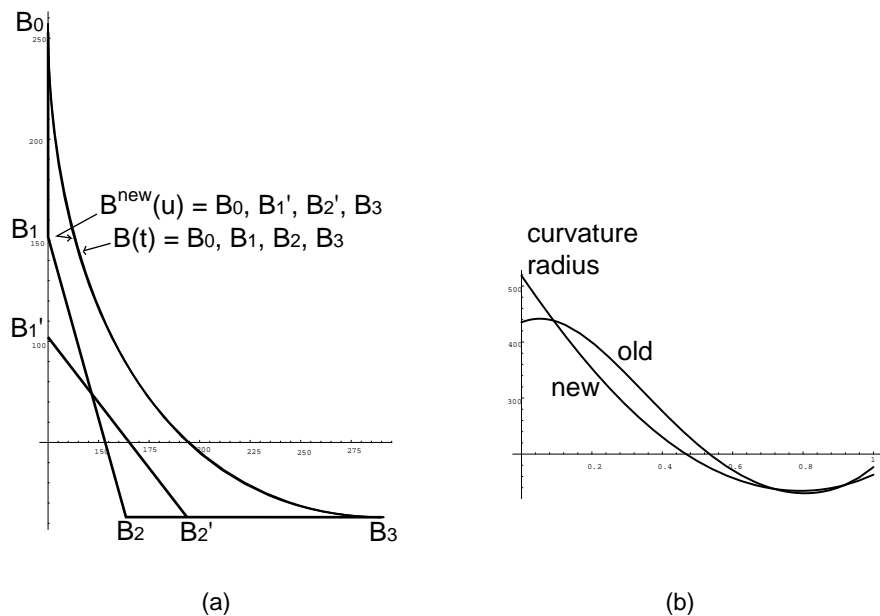 B0
250
200
B^new(u) = B0, B1', B2', B3
B1
150
B(t) = B0, B1, B2, B3
B1'
100
150 175 200 225 250 275
B2 B2' B3
(a)
curvature
radius
500
400
old
new
300
0.2 0.4 0.6 0.8 1
(b)